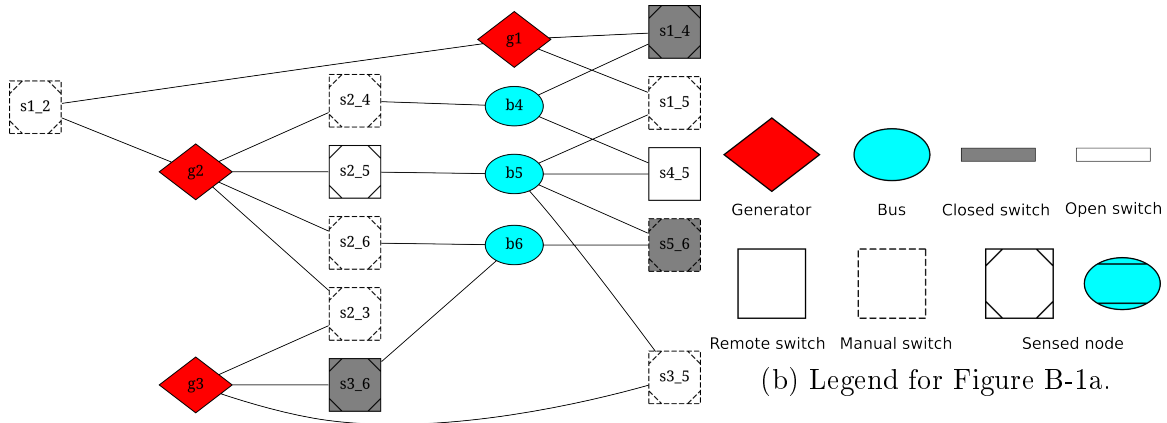 g1
s1_4
s1_2
s2_4
b4
s1_5
g2
s2_5
b5
s4_5
s2_6
b6
s5_6
s2_3
g3
s3_6
s3_5
Generator
Bus
Closed switch
Open switch
Remote switch
Manual switch
Sensed node
(b) Legend for Figure B-1a.